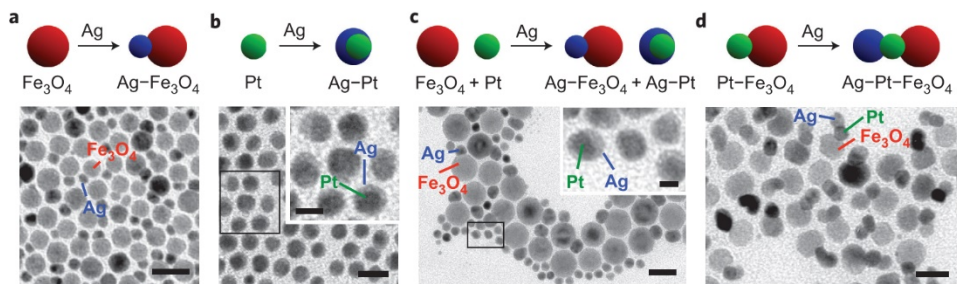 a
Ag
Fe₃O₄
Ag–Fe₃O₄
Fe₃O₄
Ag
b
Ag
Pt
Ag–Pt
Ag
Pt
c
Ag
Fe₃O₄ + Pt
Ag–Fe₃O₄ + Ag–Pt
Ag
Fe₃O₄
Pt
Ag
d
Ag
Pt–Fe₃O₄
Ag–Pt–Fe₃O₄
Ag
Pt
Fe₃O₄